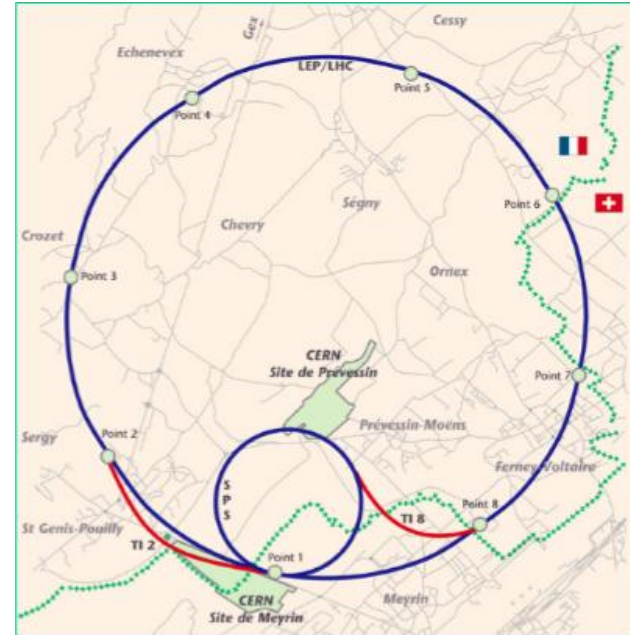 Cessy
Gex
Echenevex
LEP/LHC
Point 5
Point 4
Point 6
Ségny
Chevry
Crozet
Ornex
Point 3
CERN
Site de Prévessin
Point 7
Prévessin-Moëns
Point 2
Sergy
Ferney-Voltaire
S
P
S
TI 8
Point 8
St Genis-Pouilly
TI 2
Point 1
CERN
Site de Meyrin
Meyrin